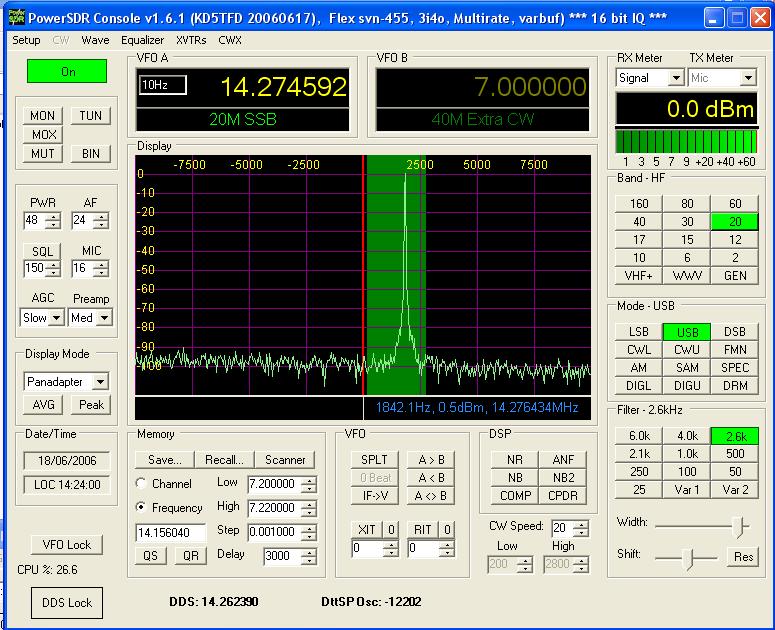 PowerSDR Console v1.6.1 (KD5TFD 20060617), Flex svn-455, 3i4o, Multirate, varbuf) *** 16 bit IQ ***
Setup CW Wave Equalizer XVTRs CWX
On
MON TUN
MOX
MUT BIN
PWR AF
48 24
SQL MIC
150 16
AGC Preamp
Slow Med
Display Mode
Panadapter
AVG Peak
Date/Time
18/06/2006
LOC 14:24:00
VFO Lock
CPU %: 26.6
DDS Lock
VFO A
10Hz 14.274592
20M SSB
VFO B
7.000000
40M Extra CW
Display
-7500 -5000 -2500 2500 5000 7500
0
-10
-20
-30
-40
-50
-60
-70
-80
-90
-100
1842.1Hz, 0.5dBm, 14.276434MHz
RX Meter TX Meter
Signal Mic
0.0 dBm
1 3 5 7 9 +20 +40 +60
Band - HF
160 80 60
40 30 20
17 15 12
10 6 2
VHF+ WWV GEN
Mode - USB
LSB USB DSB
CWL CWU FMN
AM SAM SPEC
DIGL DIGU DRM
Filter - 2.6kHz
6.0k 4.0k 2.6k
2.1k 1.0k 500
250 100 50
25 Var 1 Var 2
Width:
Shift: Res
Memory
Save... Recall... Scanner
Channel Low 7.200000
Frequency High 7.220000
14.156040 Step 0.001000
QS QR Delay 3000
VFO
SPLT A > B
0 Beat A < B
IF->V A <> B
XIT 0 RIT 0
0 0
DSP
NR ANF
NB NB2
COMP CPDR
CW Speed: 20
Low High
200 2800
DDS: 14.262390 DttSP Osc: -12202